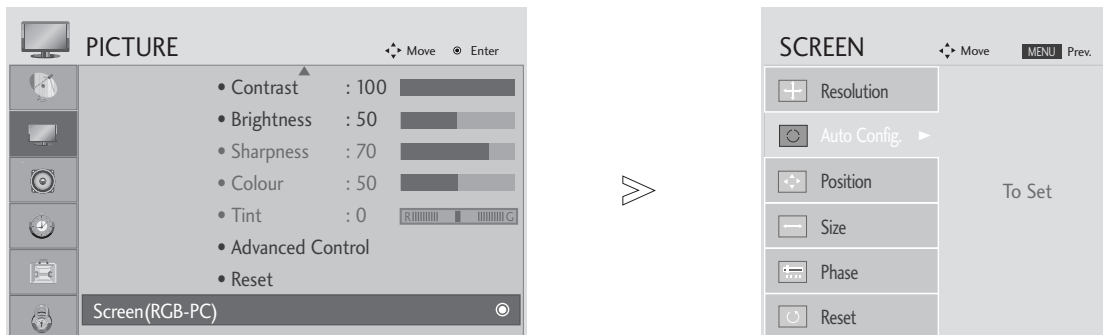 PICTURE
Move Enter
• Contrast : 100
• Brightness : 50
• Sharpness : 70
• Colour : 50
• Tint : 0 R G
• Advanced Control
• Reset
Screen(RGB-PC)
SCREEN
Move MENU Prev.
Resolution
Auto Config.
Position
Size
Phase
Reset
To Set